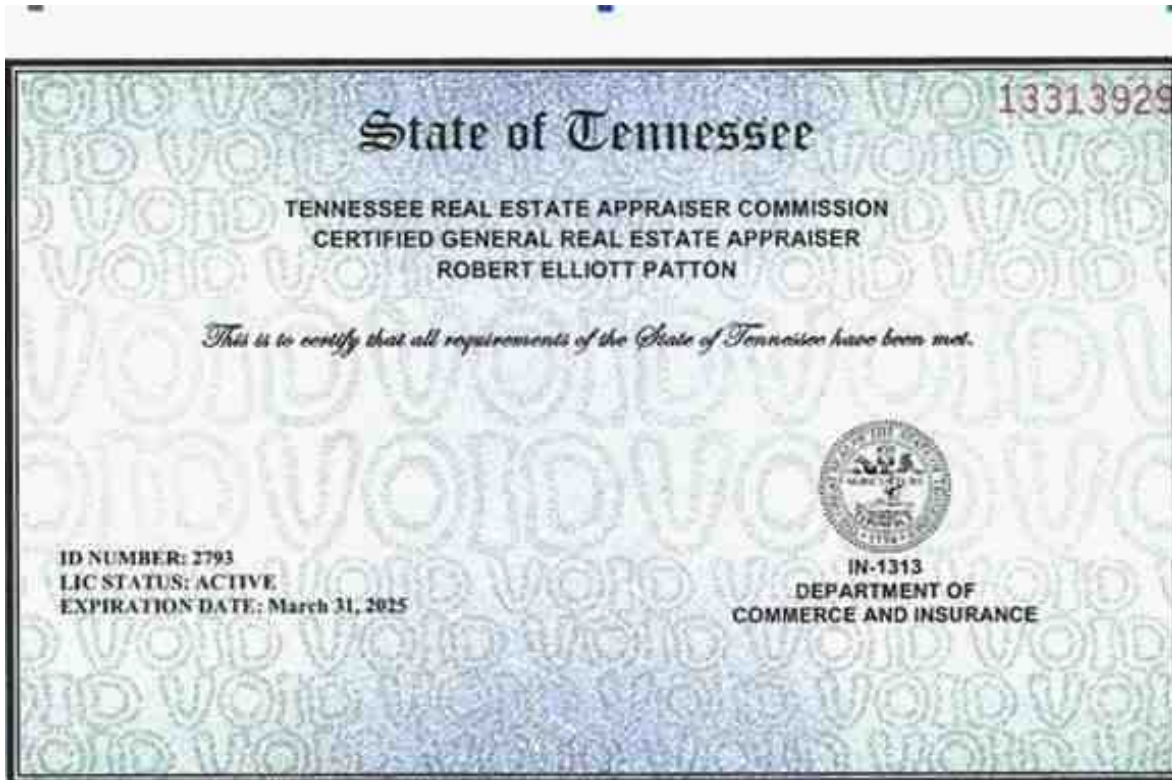 13313929
State of Tennessee
TENNESSEE REAL ESTATE APPRAISER COMMISSION
CERTIFIED GENERAL REAL ESTATE APPRAISER
ROBERT ELLIOTT PATTON
This is to certify that all requirements of the State of Tennessee have been met.
ID NUMBER: 2793
LIC STATUS: ACTIVE
EXPIRATION DATE: March 31, 2025
IN-1313
DEPARTMENT OF
COMMERCE AND INSURANCE
VOID